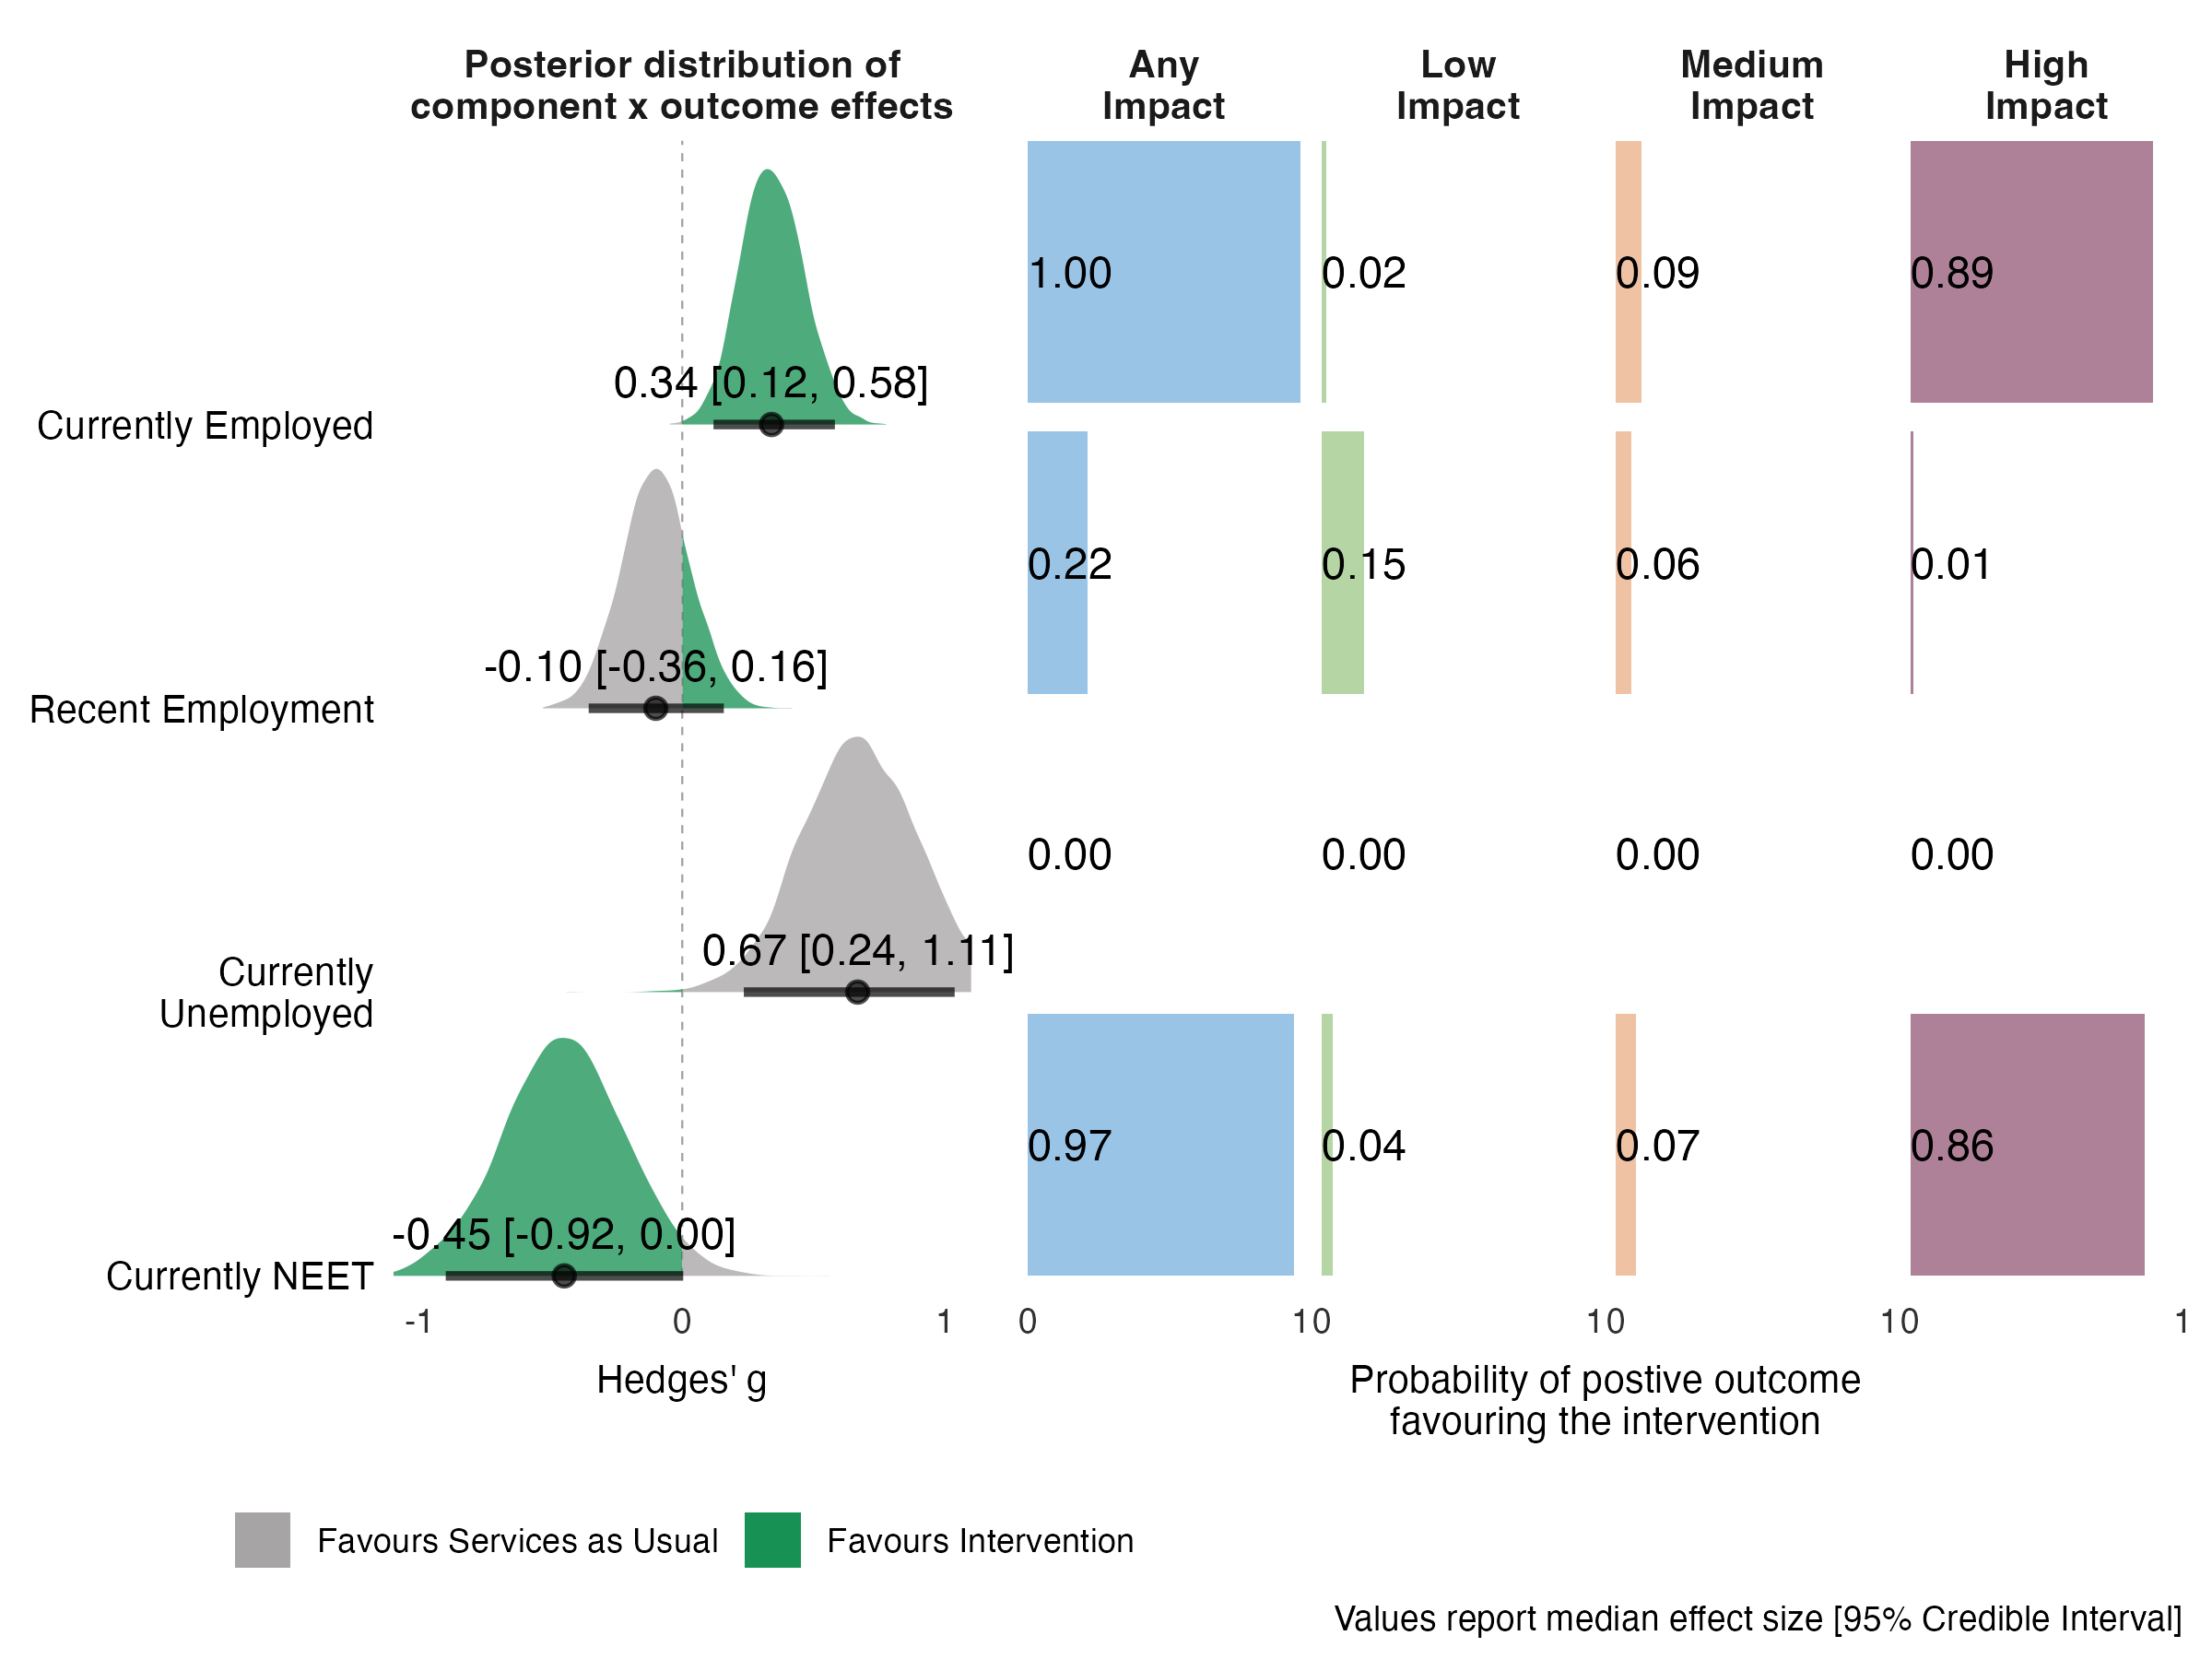 Posterior distribution of
component x outcome effects
Any
Impact
Low
Impact
Medium
Impact
High
Impact
Currently Employed
0.34 [0.12, 0.58]
1.00
0.02
0.09
0.89
Recent Employment
-0.10 [-0.36, 0.16]
0.22
0.15
0.06
0.01
Currently
Unemployed
0.67 [0.24, 1.11]
0.00
0.00
0.00
0.00
Currently NEET
-0.45 [-0.92, 0.00]
0.97
0.04
0.07
0.86
-1 0 1
0 10 10 10 1
Hedges' g
Probability of postive outcome
favouring the intervention
Favours Services as Usual
Favours Intervention
Values report median effect size [95% Credible Interval]